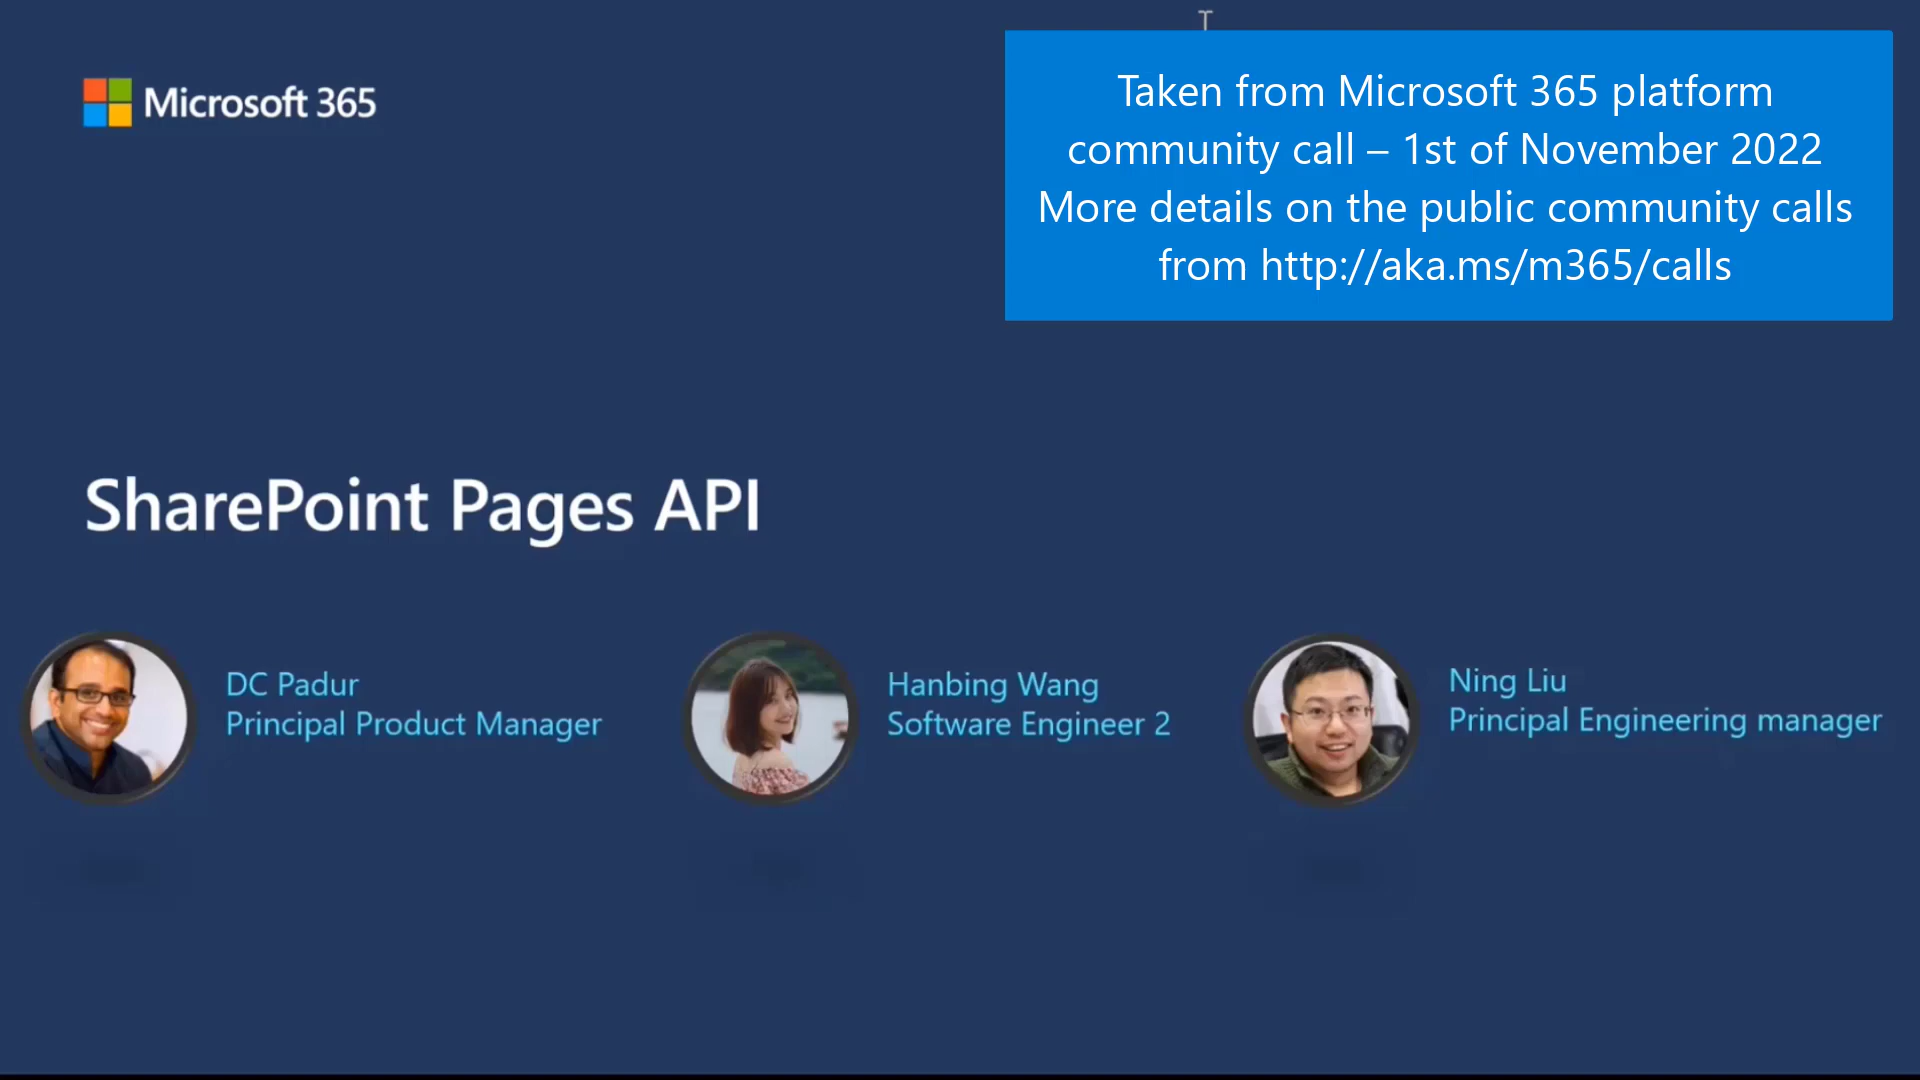 Microsoft 365
Taken from Microsoft 365 platform
community call – 1st of November 2022
More details on the public community calls
from http://aka.ms/m365/calls
SharePoint Pages API
DC Padur
Principal Product Manager
Hanbing Wang
Software Engineer 2
Ning Liu
Principal Engineering manager